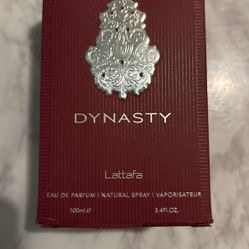 DYNASTY
Lattafa
EAU DE PARFUM | NATURAL SPRAY | VAPORISATEUR
100ml ℮ 3.4FL.OZ.